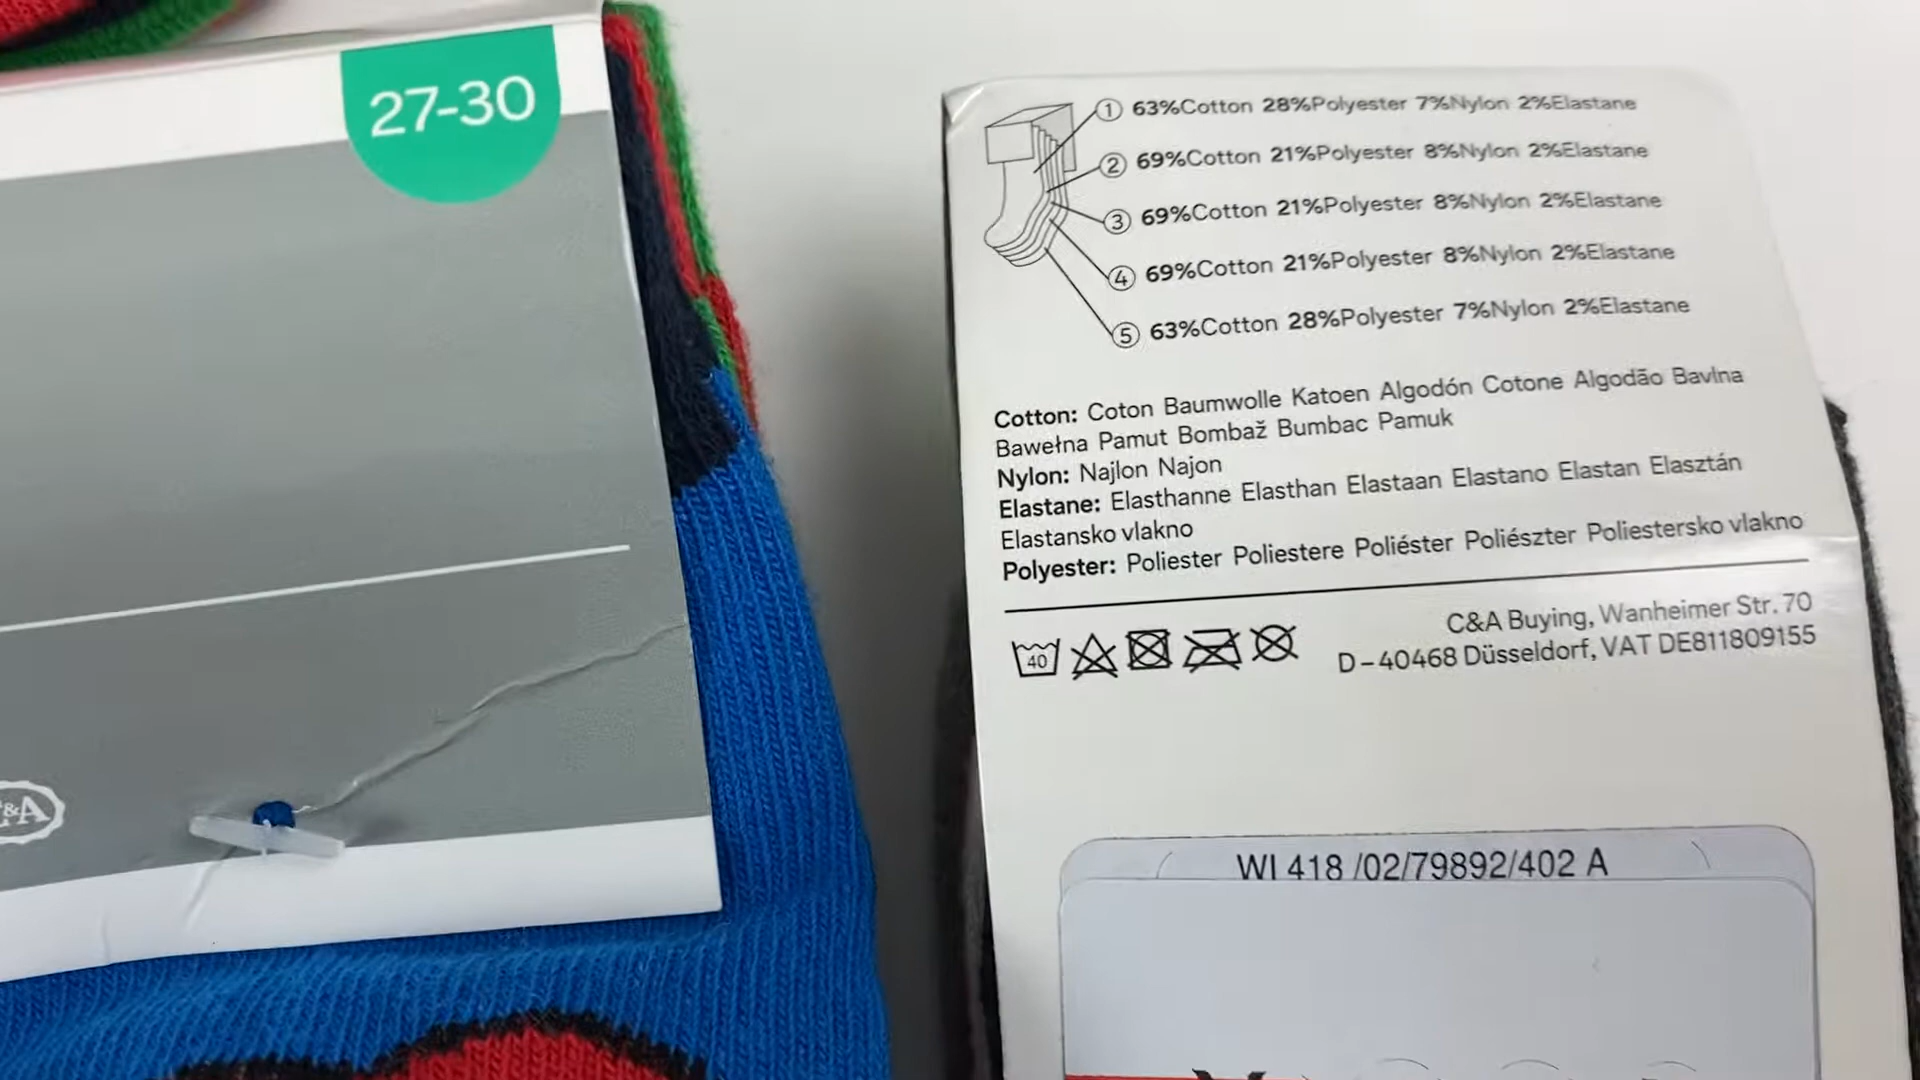 27-30
&A
1 63%Cotton 28%Polyester 7%Nylon 2%Elastane
2 69%Cotton 21%Polyester 8%Nylon 2%Elastane
3 69%Cotton 21%Polyester 8%Nylon 2%Elastane
4 69%Cotton 21%Polyester 8%Nylon 2%Elastane
5 63%Cotton 28%Polyester 7%Nylon 2%Elastane
Cotton: Coton Baumwolle Katoen Algodón Cotone Algodão Bavlna
Bawełna Pamut Bombaž Bumbac Pamuk
Nylon: Najlon Najon
Elastane: Elasthanne Elasthan Elastaan Elastano Elastan Elasztán
Elastansko vlakno
Polyester: Poliester Poliestere Poliéster Poliészter Poliestersko vlakno
40
C&A Buying, Wanheimer Str. 70
D-40468 Düsseldorf, VAT DE811809155
WI 418 /02/79892/402 A